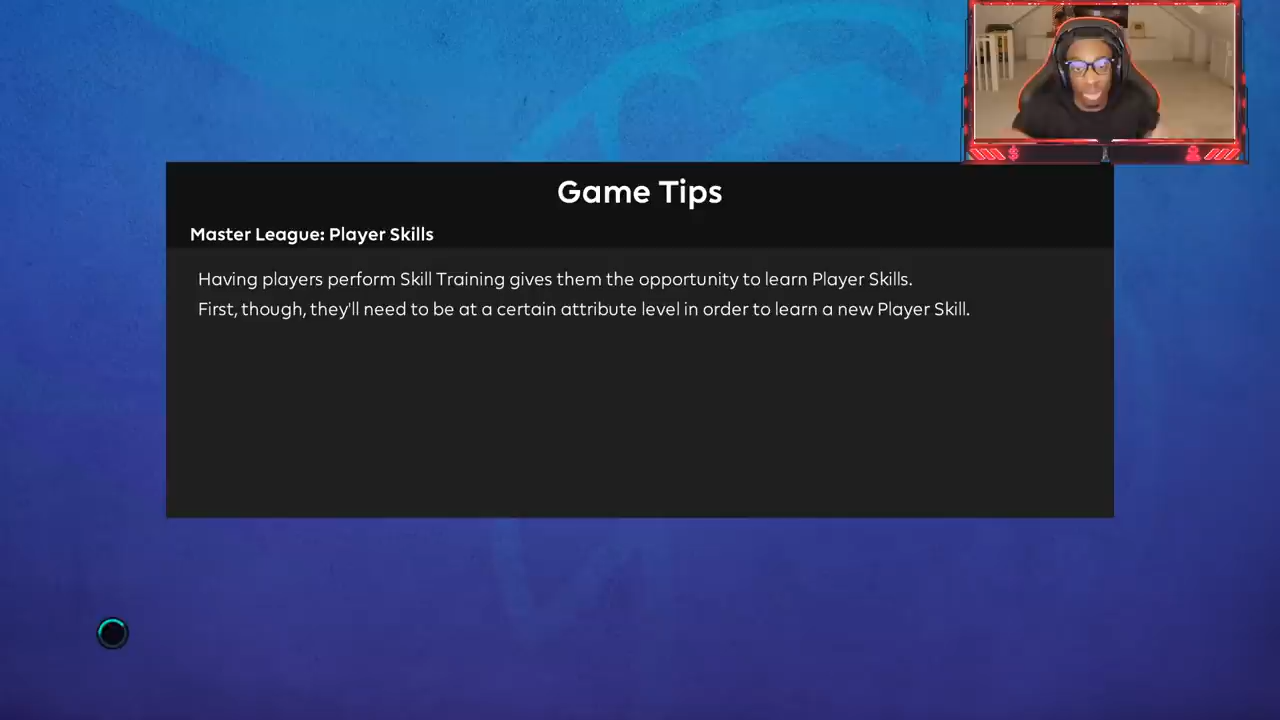 Game Tips
Master League: Player Skills
Having players perform Skill Training gives them the opportunity to learn Player Skills.
First, though, they'll need to be at a certain attribute level in order to learn a new Player Skill.